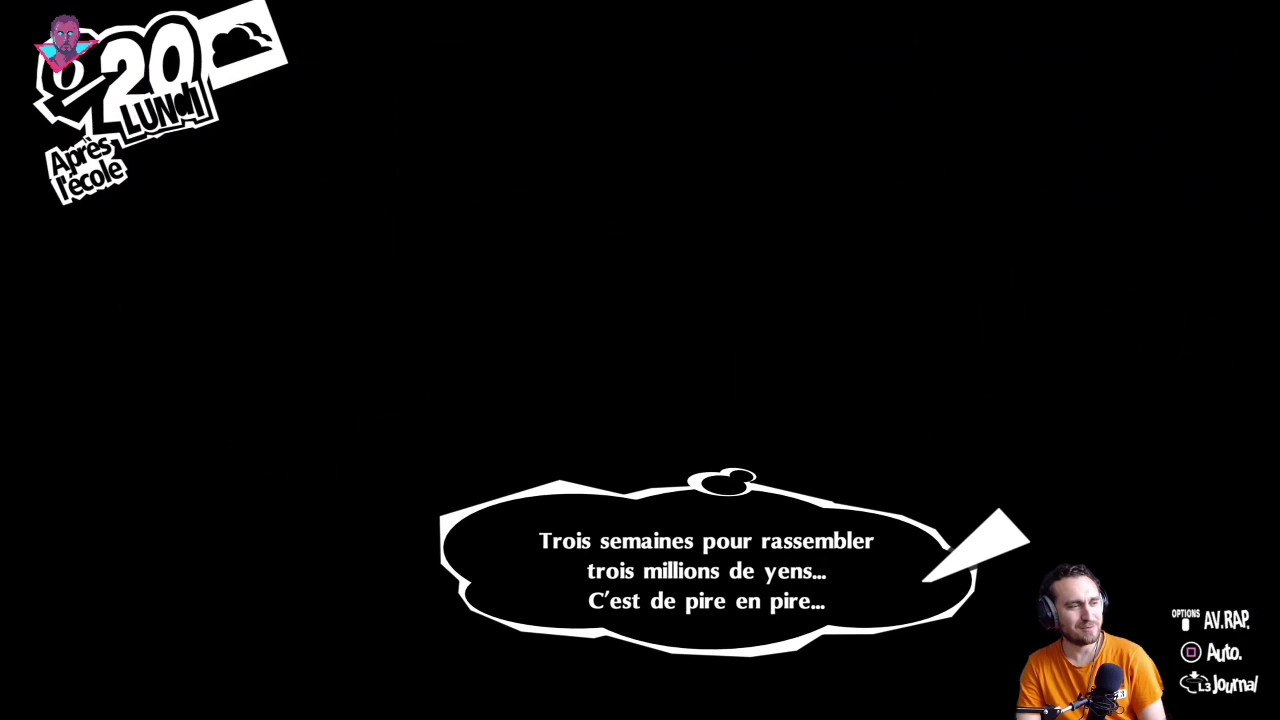 6/20
LUNdI
Après
l'école
Trois semaines pour rassembler
trois millions de yens...
C'est de pire en pire...
OPTIONS AV.RAP.
Auto.
L3 Journal